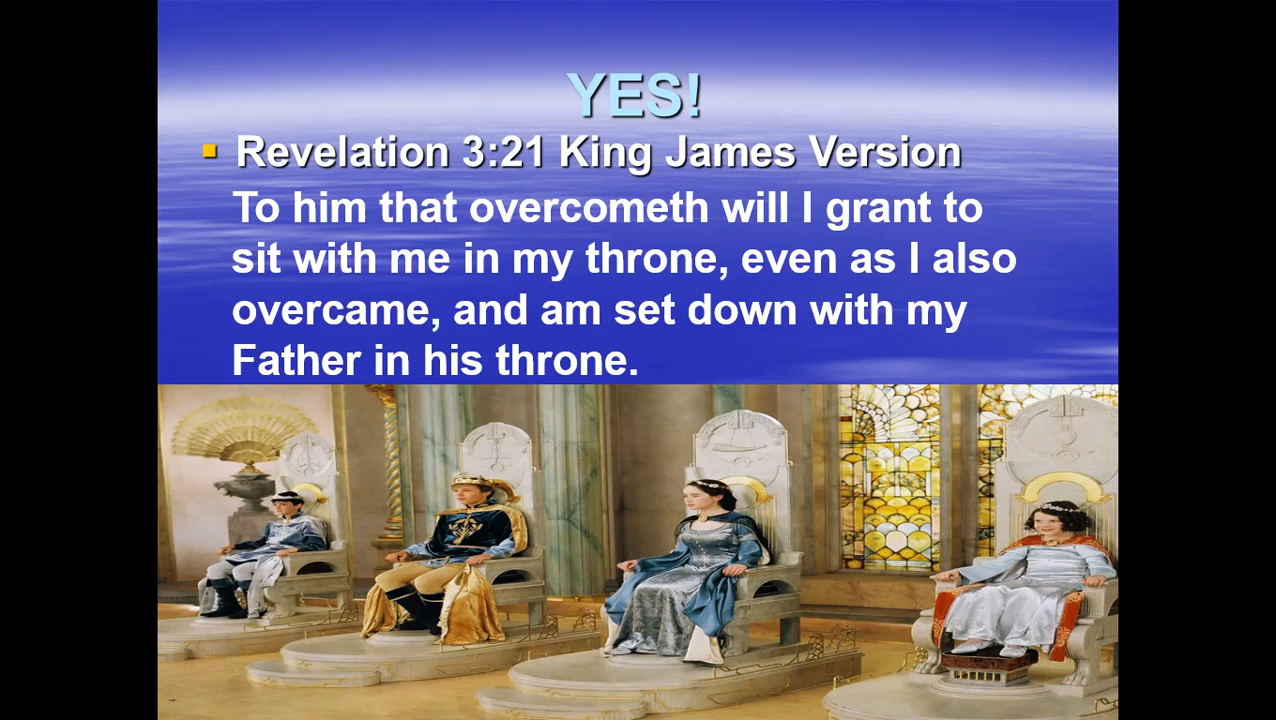 YES!
Revelation 3:21 King James Version
To him that overcometh will I grant to
sit with me in my throne, even as I also
overcame, and am set down with my
Father in his throne.